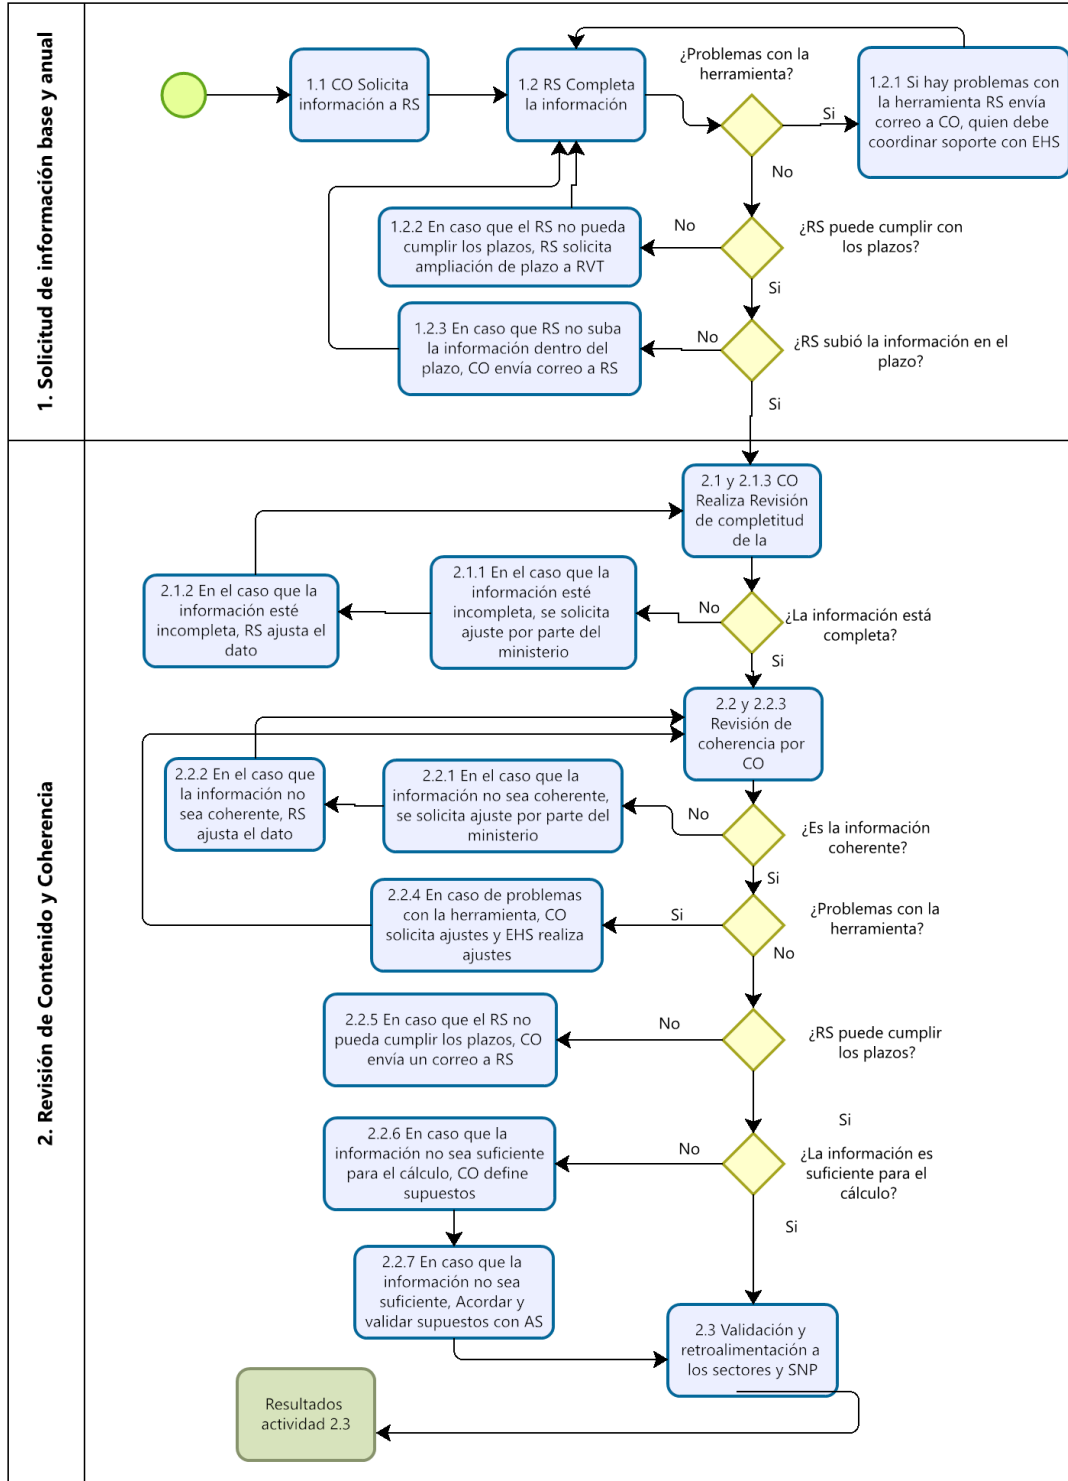 1. Solicitud de información base y anual
1.1 CO Solicita
información a RS
1.2 RS Completa
la información
¿Problemas con la
herramienta?
Si
1.2.1 Si hay problemas con
la herramienta RS envía
correo a CO, quien debe
coordinar soporte con EHS
No
1.2.2 En caso que el RS no pueda
cumplir los plazos, RS solicita
ampliación de plazo a RVT
No
¿RS puede cumplir con
los plazos?
Si
1.2.3 En caso que RS no suba
la información dentro del
plazo, CO envía correo a RS
No
¿RS subió la información en el
plazo?
Si
2. Revisión de Contenido y Coherencia
2.1 y 2.1.3 CO
Realiza Revisión
de completitud
de la
2.1.2 En el caso que la
información esté
incompleta, RS ajusta el
dato
2.1.1 En el caso que la
información esté
incompleta, se solicita
ajuste por parte del
ministerio
No
¿La información está
completa?
Si
2.2 y 2.2.3
Revisión de
coherencia por
CO
2.2.2 En el caso que
la información no
sea coherente, RS
ajusta el dato
2.2.1 En el caso que la
información no sea coherente,
se solicita ajuste por parte del
ministerio
No
¿Es la información
coherente?
Si
2.2.4 En caso de problemas
con la herramienta, CO
solicita ajustes y EHS realiza
ajustes
Si
¿Problemas con la
herramienta?
No
2.2.5 En caso que el RS no
pueda cumplir los plazos, CO
envía un correo a RS
No
¿RS puede cumplir
los plazos?
Si
2.2.6 En caso que la
información no sea suficiente
para el cálculo, CO define
supuestos
No
¿La información es
suficiente para el
cálculo?
Si
2.2.7 En caso que la
información no sea
suficiente, Acordar y
validar supuestos con AS
2.3 Validación y
retroalimentación a
los sectores y SNP
Resultados
actividad 2.3